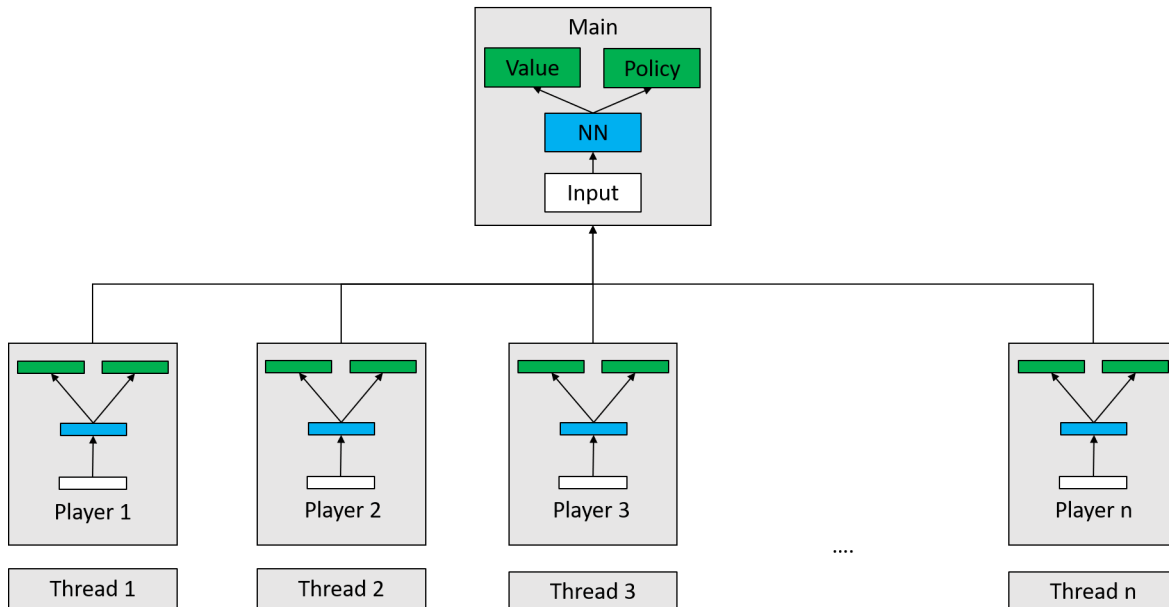 Main
Value
Policy
NN
Input
Player 1
Player 2
Player 3
Player n
....
Thread 1
Thread 2
Thread 3
Thread n